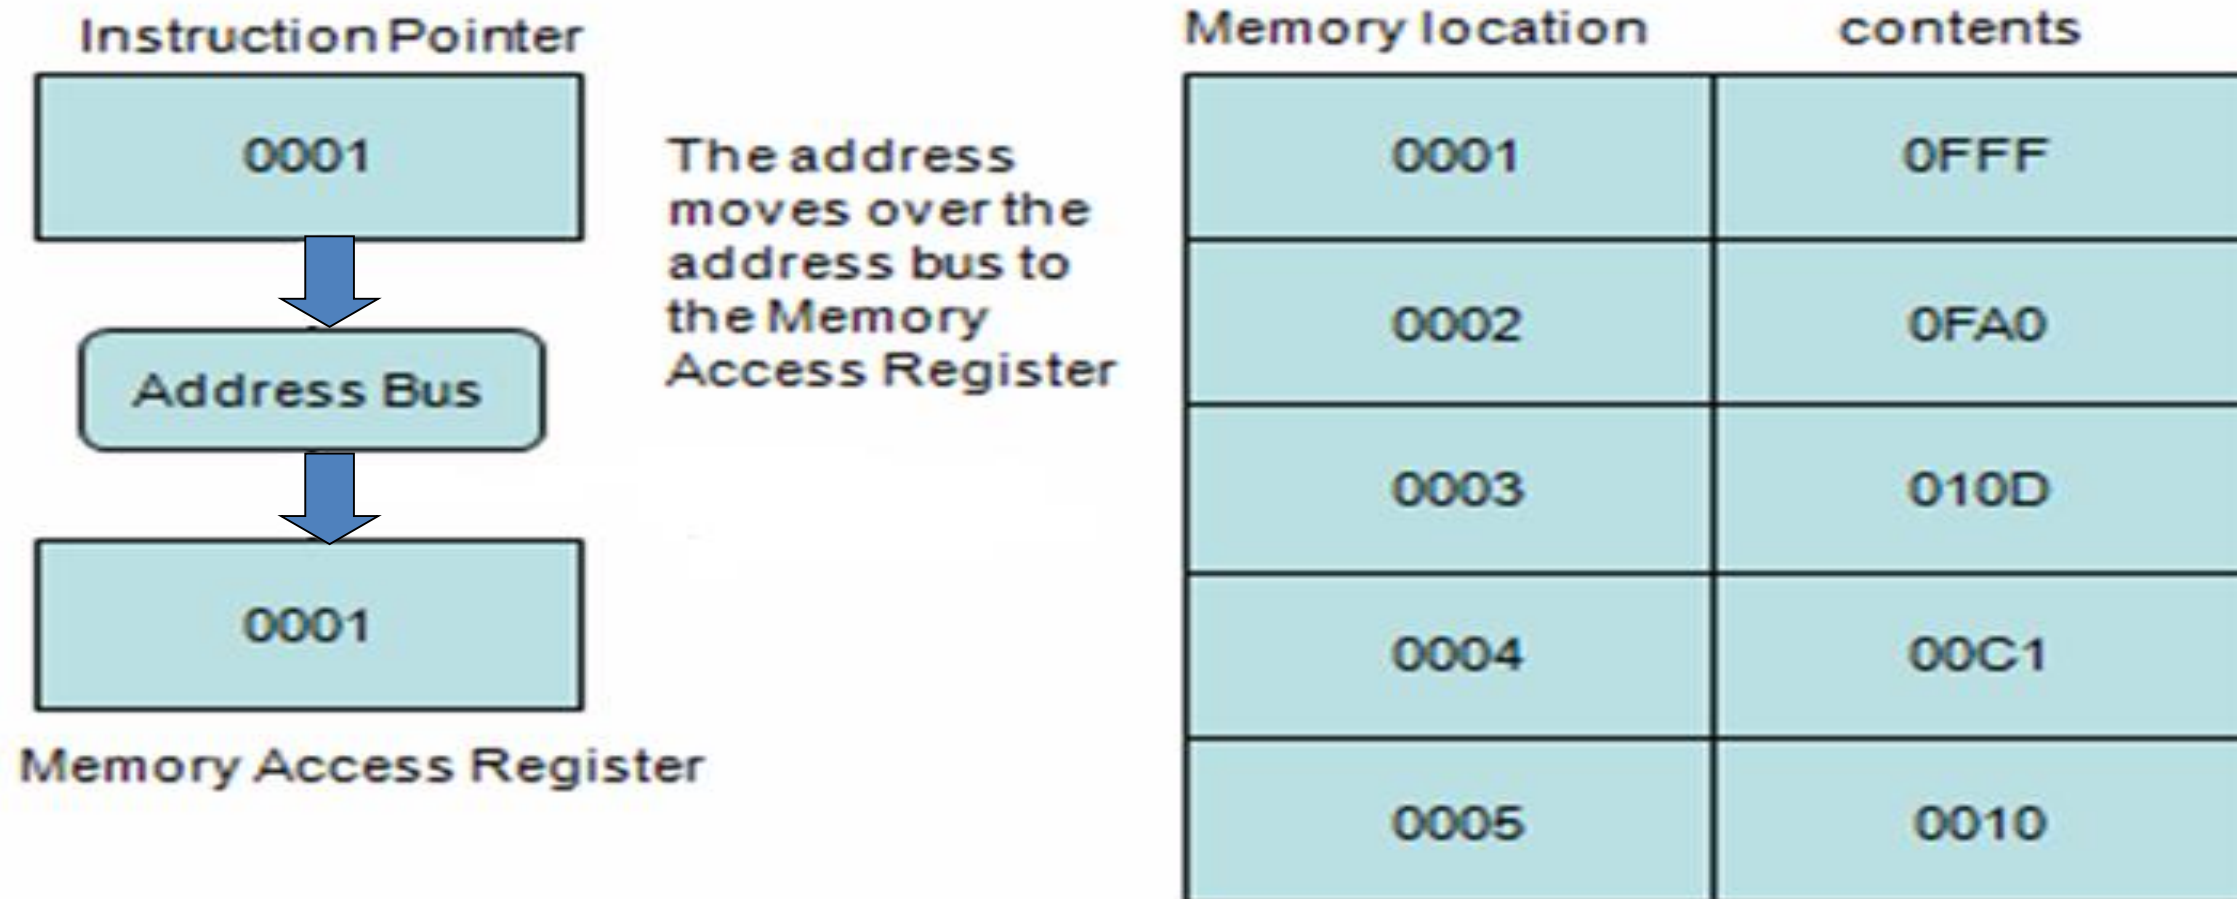 Instruction Pointer
0001
Address Bus
0001
Memory Access Register
The address
moves over the
address bus to
the Memory
Access Register
Memory location contents
0001 0FFF
0002 0FA0
0003 010D
0004 00C1
0005 0010